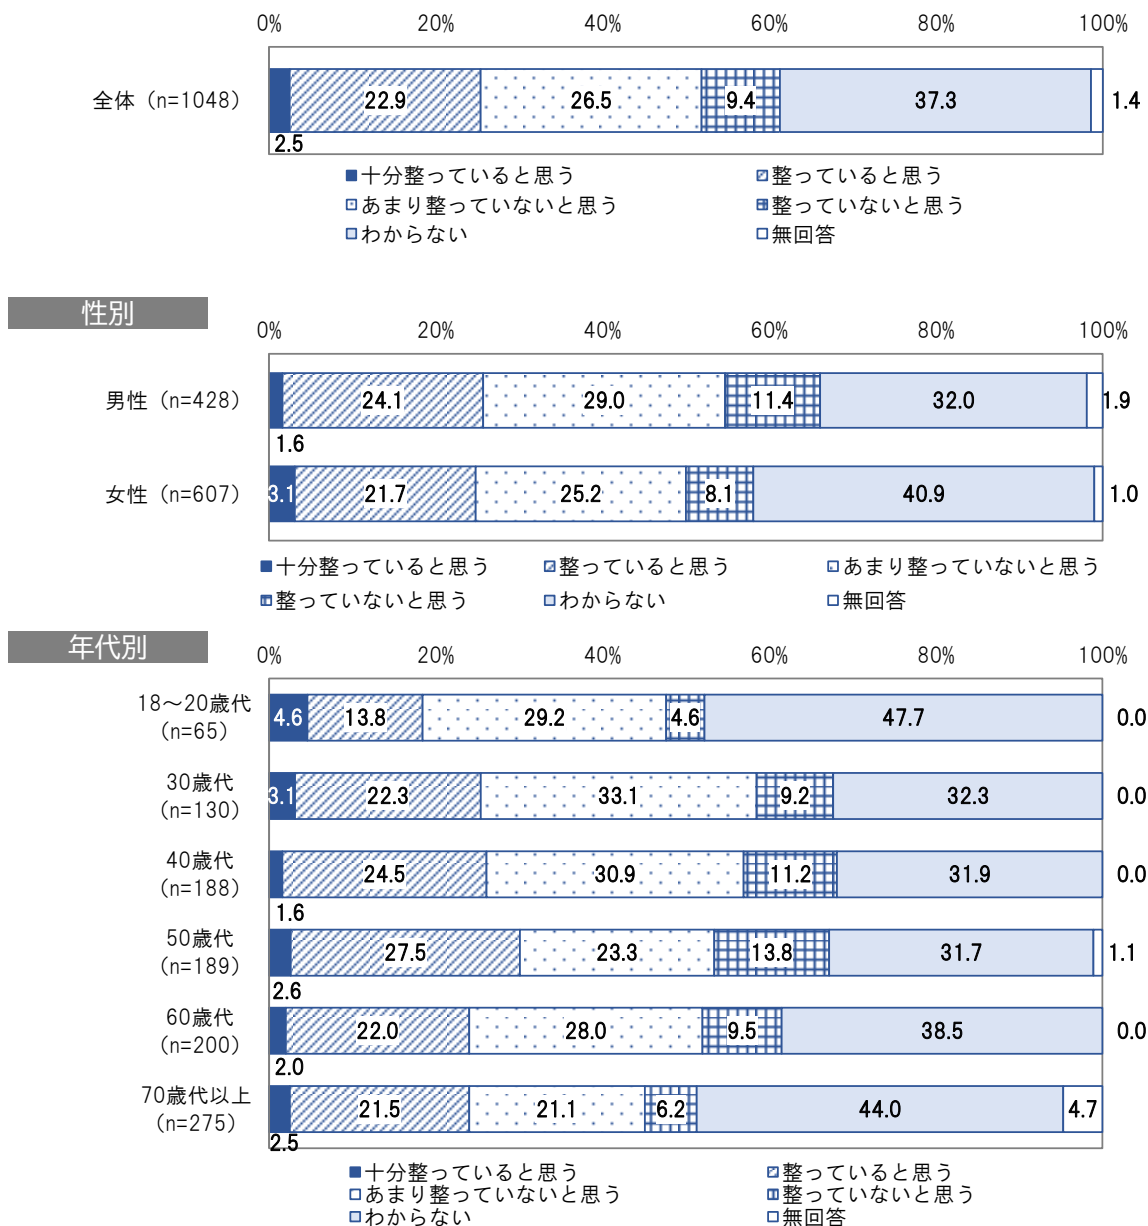 0% 20% 40% 60% 80% 100%
全体（n=1048） 22.9 26.5 9.4 37.3 1.4
2.5
■十分整っていると思う 整っていると思う
あまり整っていないと思う 整っていないと思う
わからない 無回答
性別
0% 20% 40% 60% 80% 100%
男性（n=428） 24.1 29.0 11.4 32.0 1.9
1.6
女性（n=607） 3.1 21.7 25.2 8.1 40.9 1.0
■十分整っていると思う 整っていると思う あまり整っていないと思う
整っていないと思う わからない 無回答
年代別
0% 20% 40% 60% 80% 100%
18～20歳代
（n=65） 4.6 13.8 29.2 4.6 47.7 0.0
30歳代
（n=130） 3.1 22.3 33.1 9.2 32.3 0.0
40歳代
（n=188） 24.5 30.9 11.2 31.9 0.0
1.6
50歳代
（n=189） 27.5 23.3 13.8 31.7 1.1
2.6
60歳代
（n=200） 22.0 28.0 9.5 38.5 0.0
2.0
70歳代以上
（n=275） 21.5 21.1 6.2 44.0 4.7
2.5
■十分整っていると思う 整っていると思う
あまり整っていないと思う 整っていないと思う
わからない 無回答